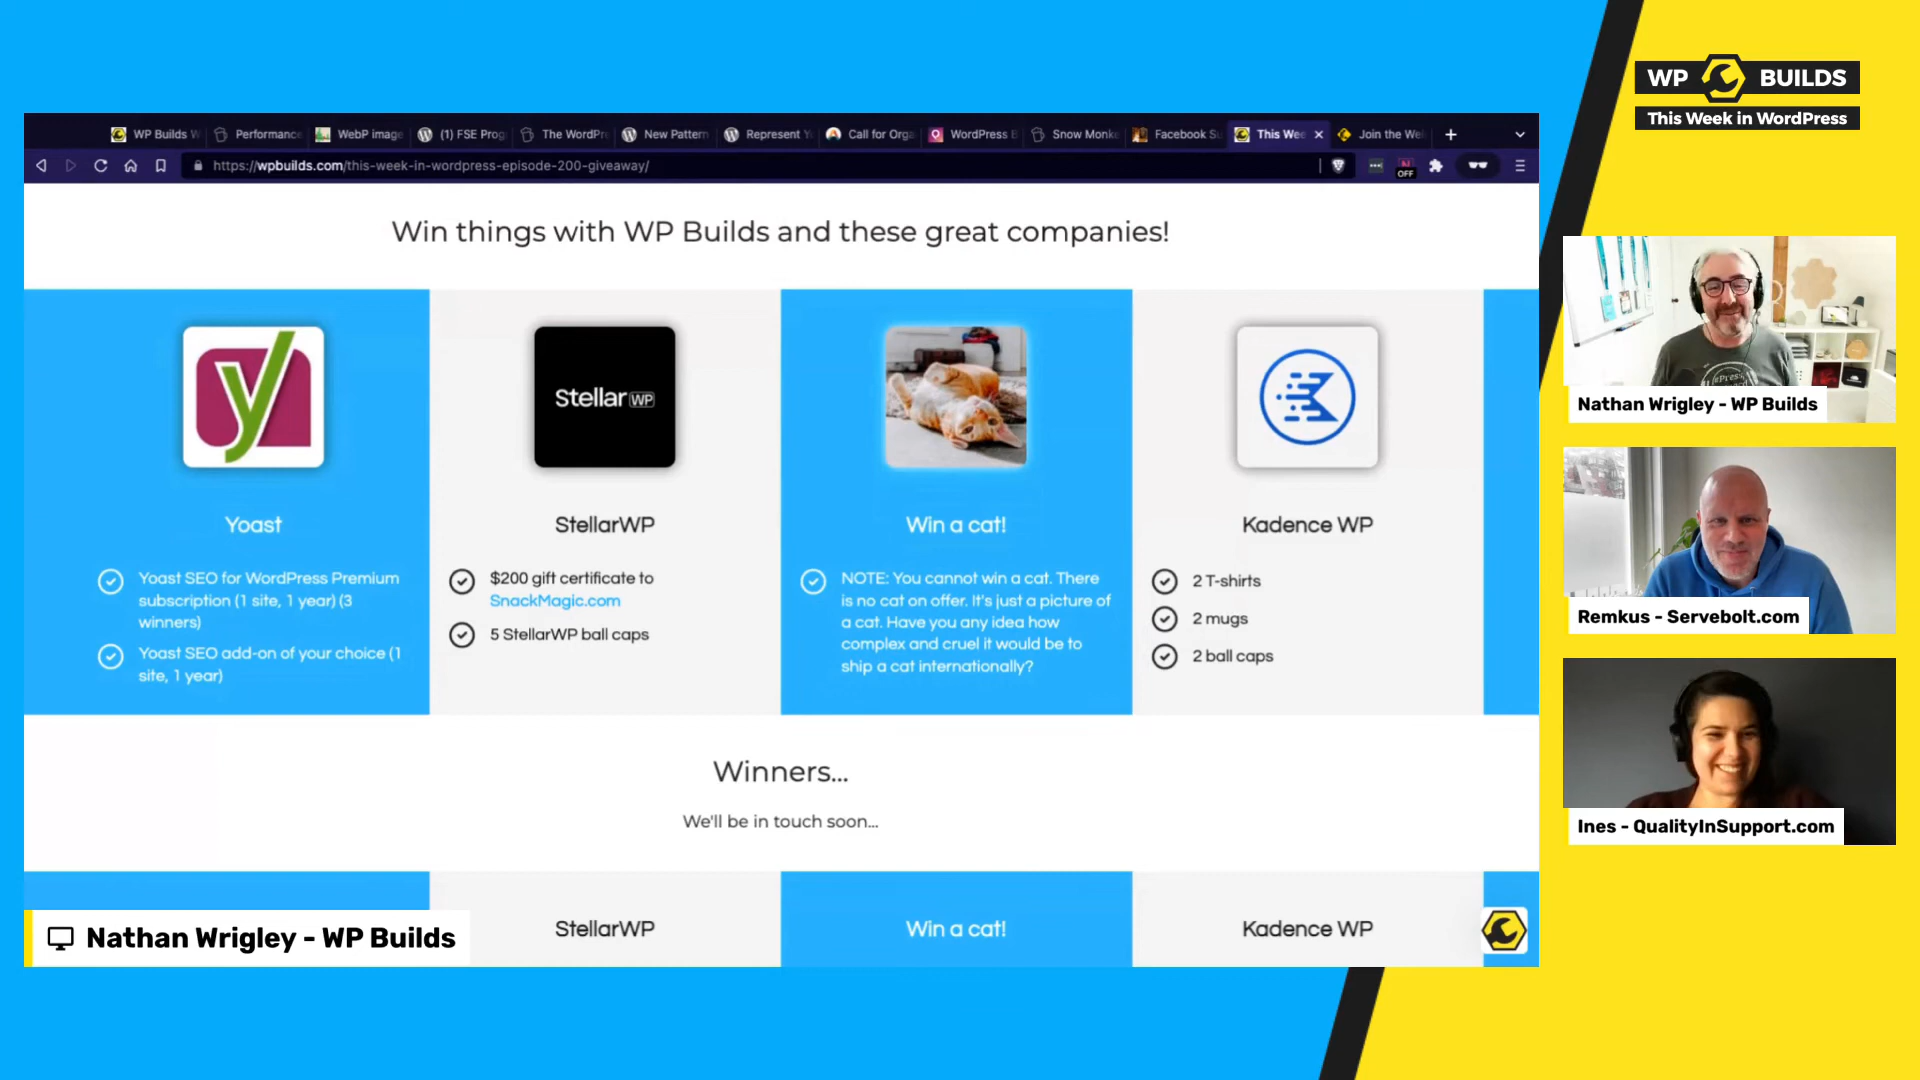 WP BUILDS
This Week in WordPress
WP Builds W
Performance
WebP image
(1) FSE Prog
The WordPr
New Pattern
Represent Y
Call for Orga
WordPress
Snow Monke
Facebook Su
This Wee
Join the We
https://wpbuilds.com/this-week-in-wordpress-episode-200-giveaway/
OFF
Win things with WP Builds and these great companies!
Yoast
Yoast SEO for WordPress Premium
subscription (1 site, 1 year) (3
winners)
Yoast SEO add-on of your choice (1
site, 1 year)
Stellar WP
StellarWP
$200 gift certificate to
SnackMagic.com
5 StellarWP ball caps
Win a cat!
NOTE: You cannot win a cat. There
is no cat on offer. It's just a picture of
a cat. Have you any idea how
complex and cruel it would be to
ship a cat internationally?
Kadence WP
2 T-shirts
2 mugs
2 ball caps
Winners...
We'll be in touch soon...
StellarWP
Win a cat!
Kadence WP
Nathan Wrigley - WP Builds
Nathan Wrigley - WP Builds
Remkus - Servebolt.com
Ines - QualityInSupport.com